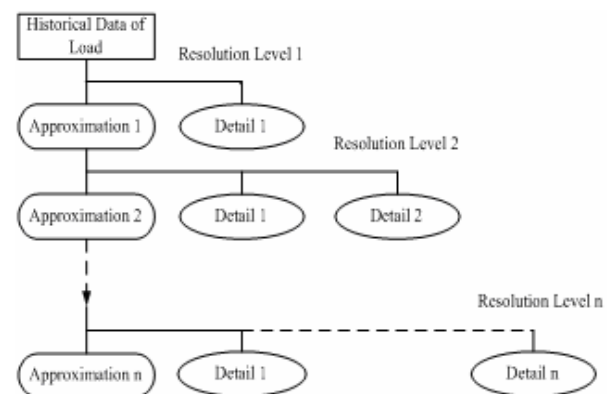 Historical Data of
Load
Resolution Level 1
Approximation 1
Detail 1
Resolution Level 2
Approximation 2
Detail 1
Detail 2
Resolution Level n
Approximation n
Detail 1
Detail n